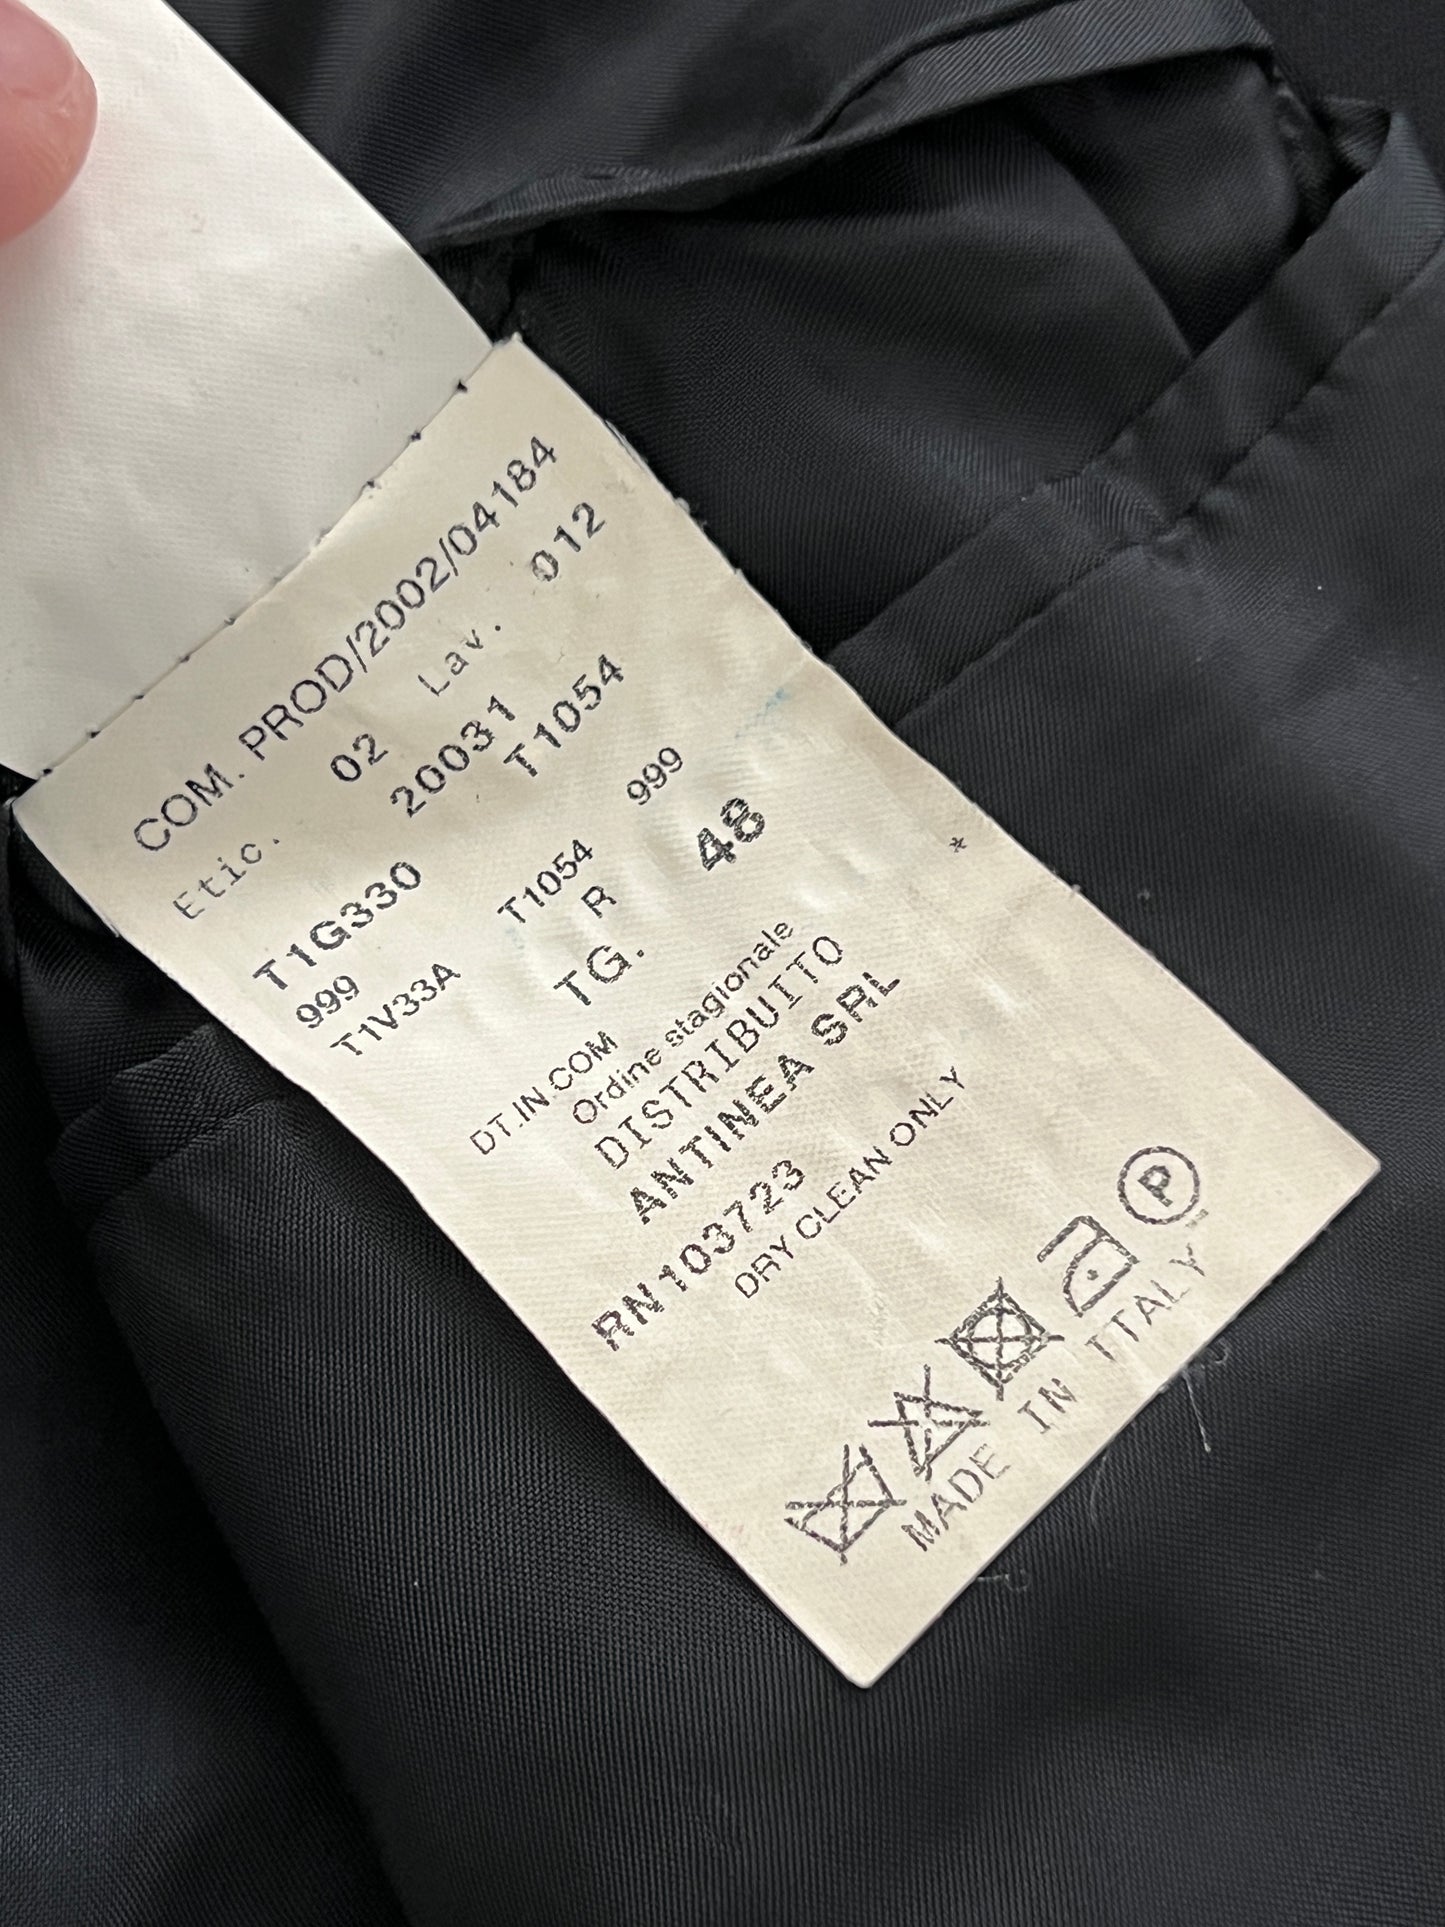 COM. PROD/2002/04184
Etic. 02 Lav. 012
T1G330 20031 T1054
999
T1V33A T1054 999
R
TG. 48
DT.IN.COM
Ordine stagionale
DISTRIBUITO
ANTINEA SRL
RN 103723
DRY CLEAN ONLY
*
P
MADE IN ITALY